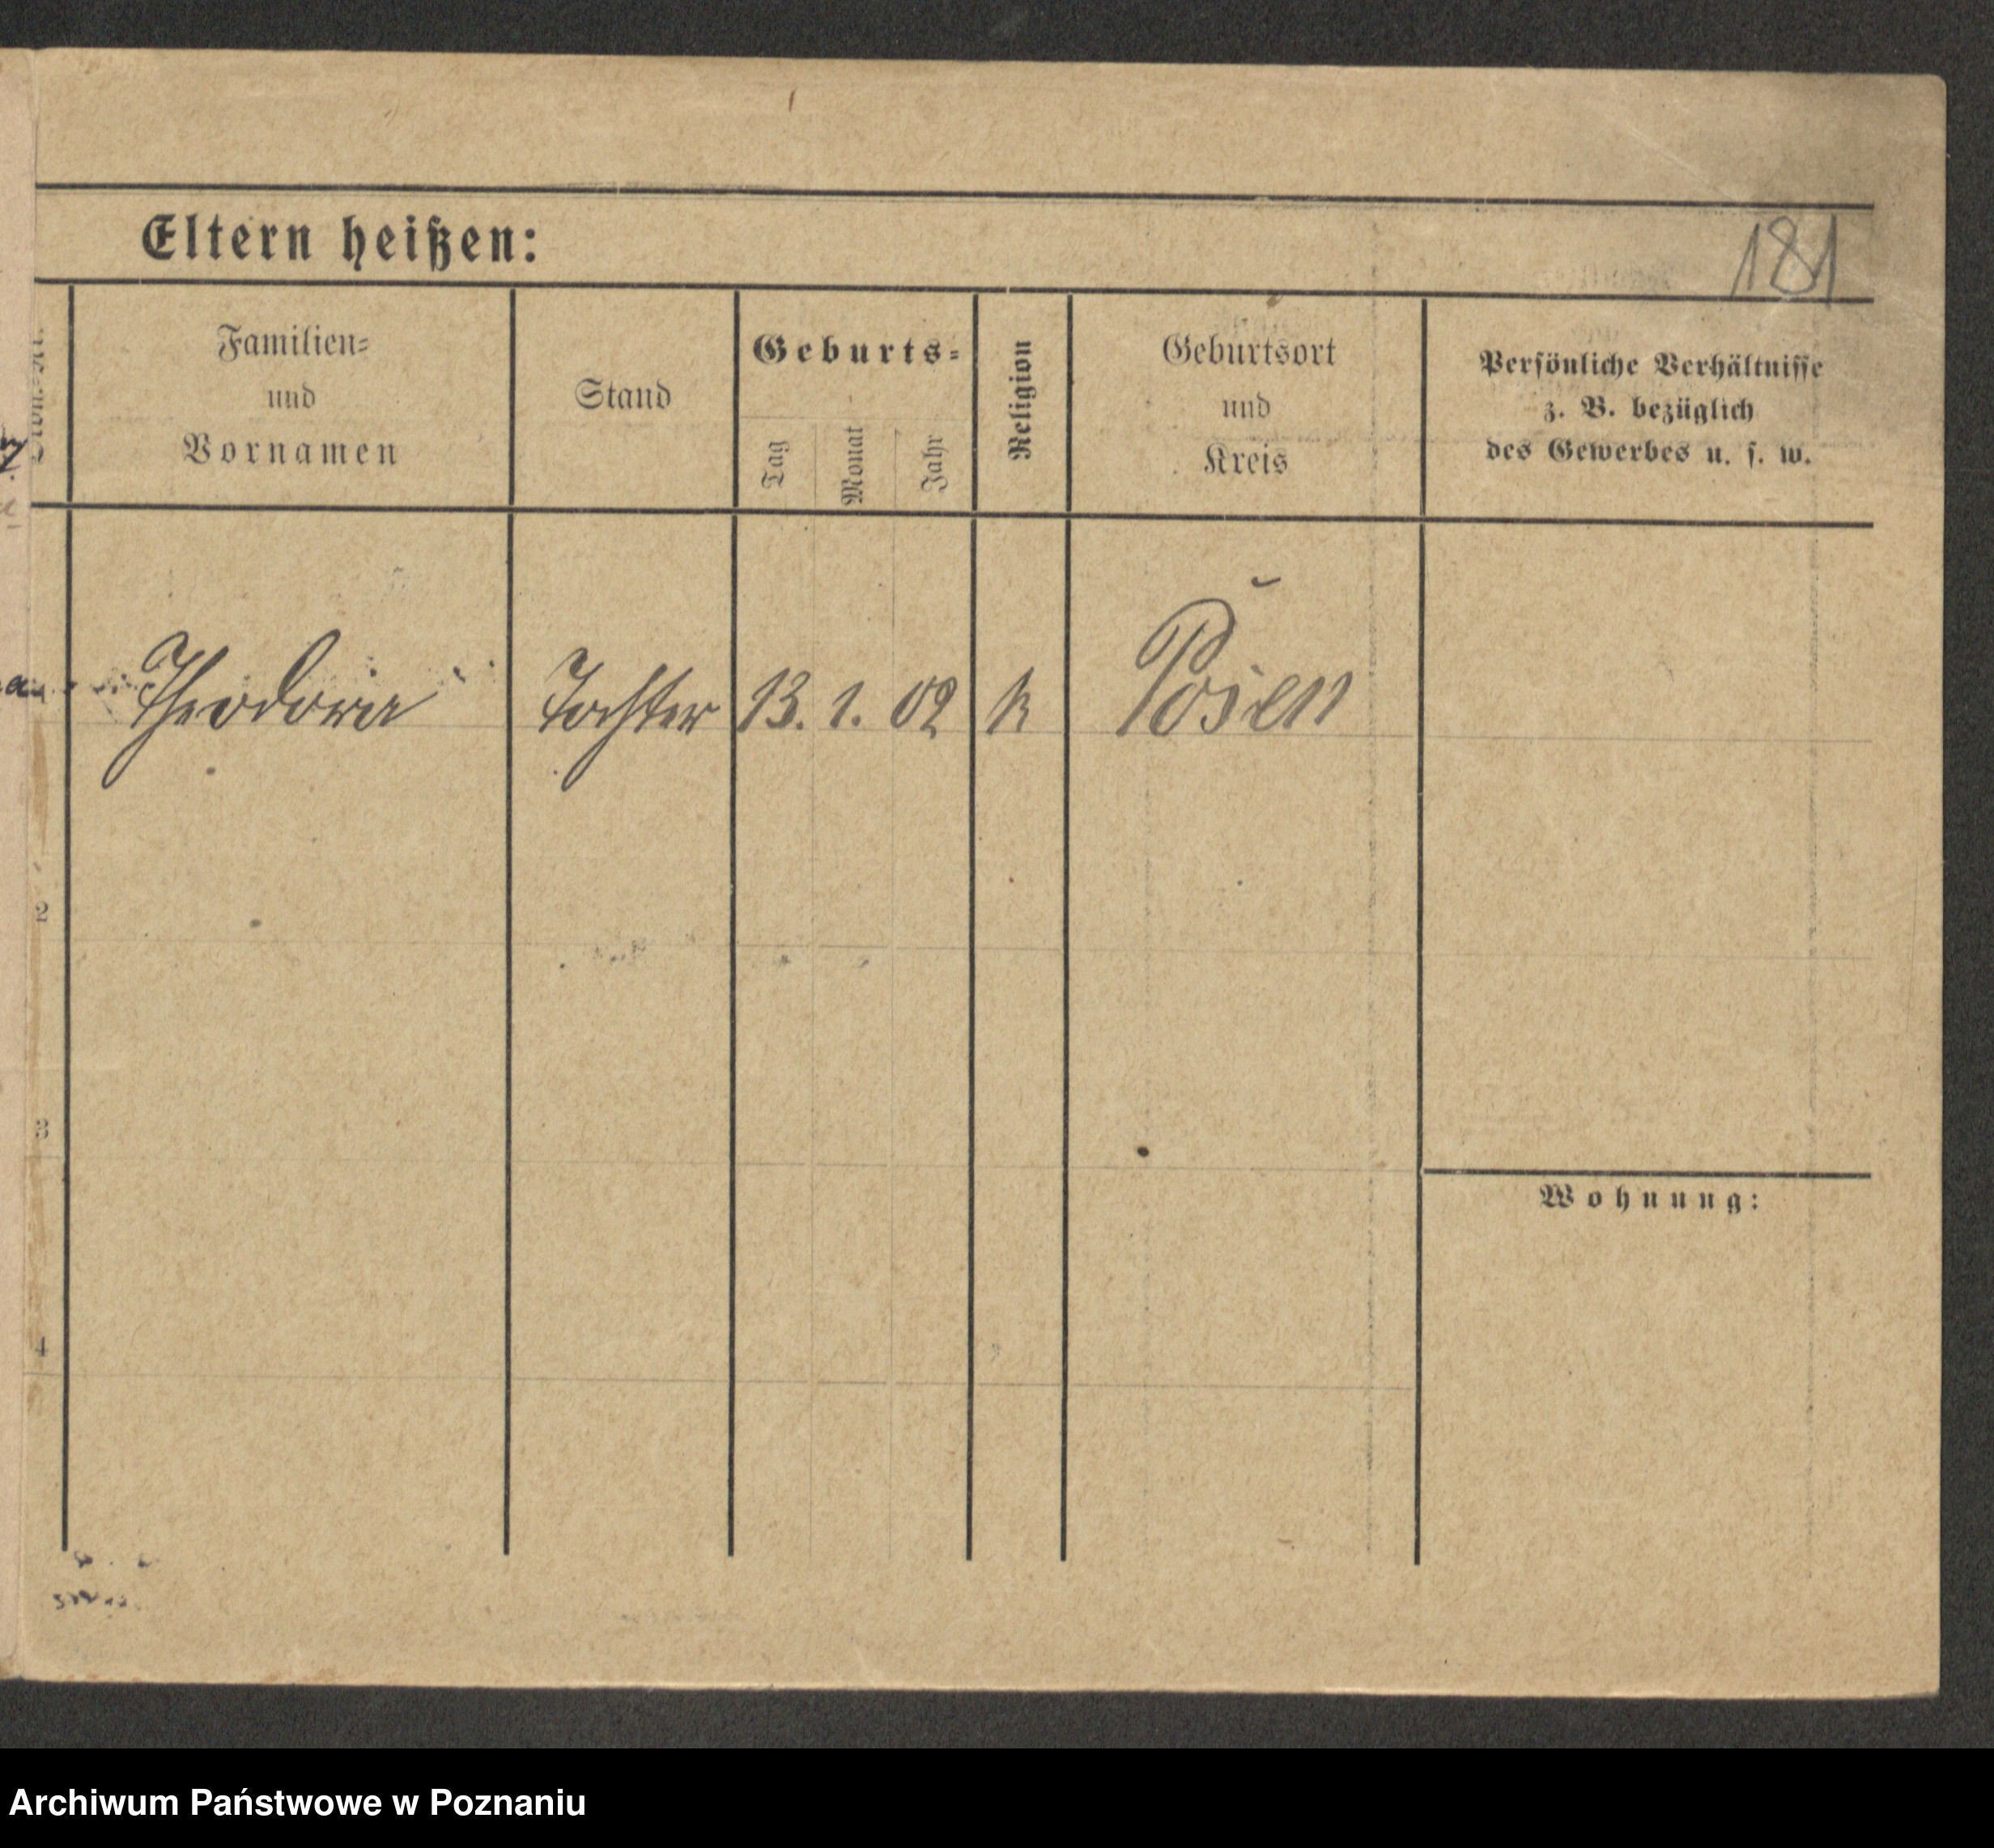 Eltern heißen:
181
Familien=
und
Vornamen
Stand
Geburts=
Tag
Monat
Jahr
Religion
Geburtsort
und
Kreis
Persönliche Verhältnisse
z. B. bezüglich
des Gewerbes u. s. w.
Theodora Tochter 13. 1. 02 k Posen
2
3
4
Wohnung:
Archiwum Państwowe w Poznaniu